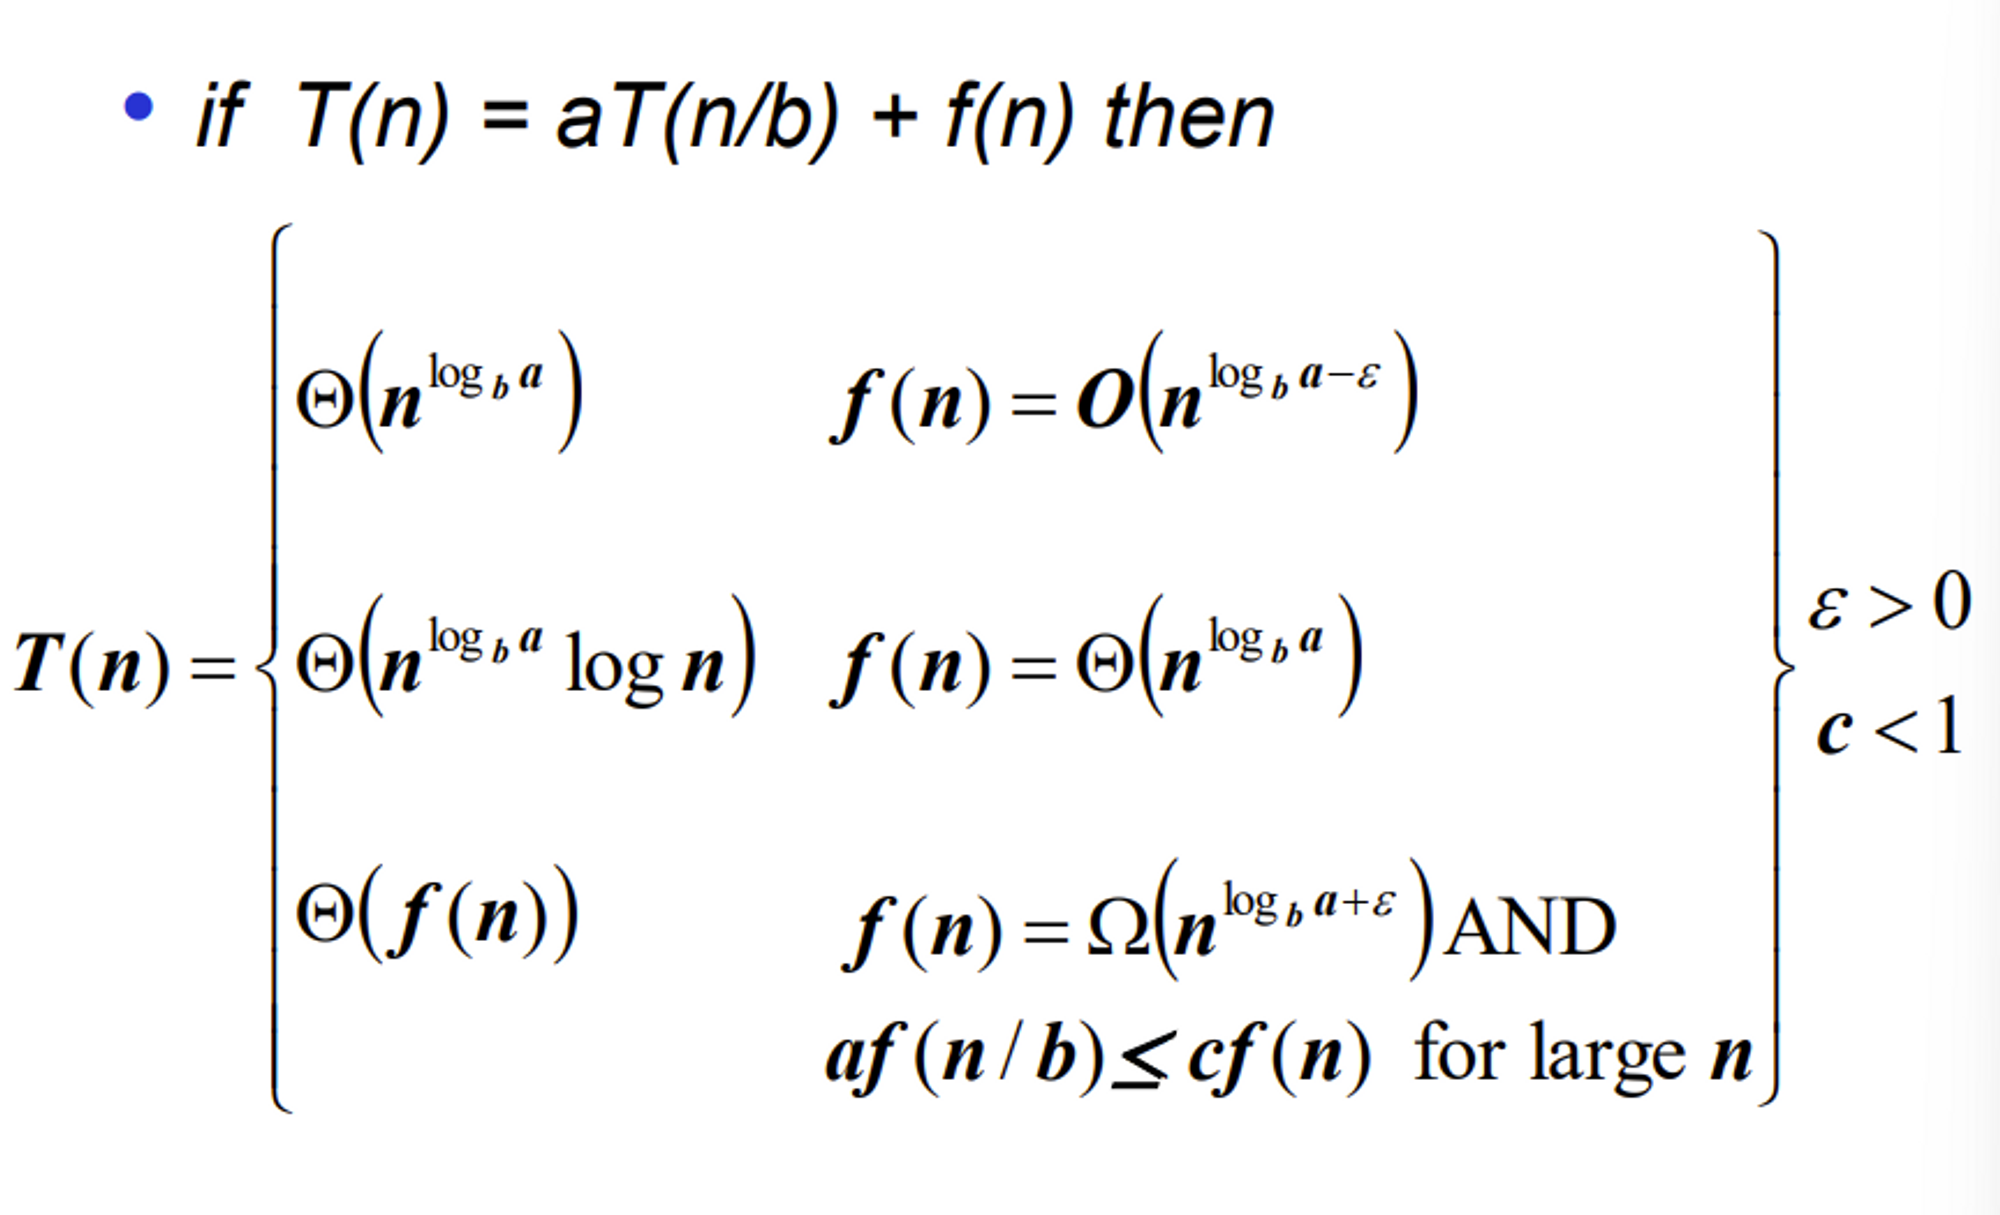 • if T(n) = aT(n/b) + f(n) then
Θ(n^{log_b a}) f(n) = O(n^{log_b a−ε})
T(n) = { Θ(n^{log_b a} log n) f(n) = Θ(n^{log_b a}) } ε > 0
c < 1
Θ(f(n)) f(n) = Ω(n^{log_b a+ε}) AND
af(n/b) ≤ cf(n) for large n